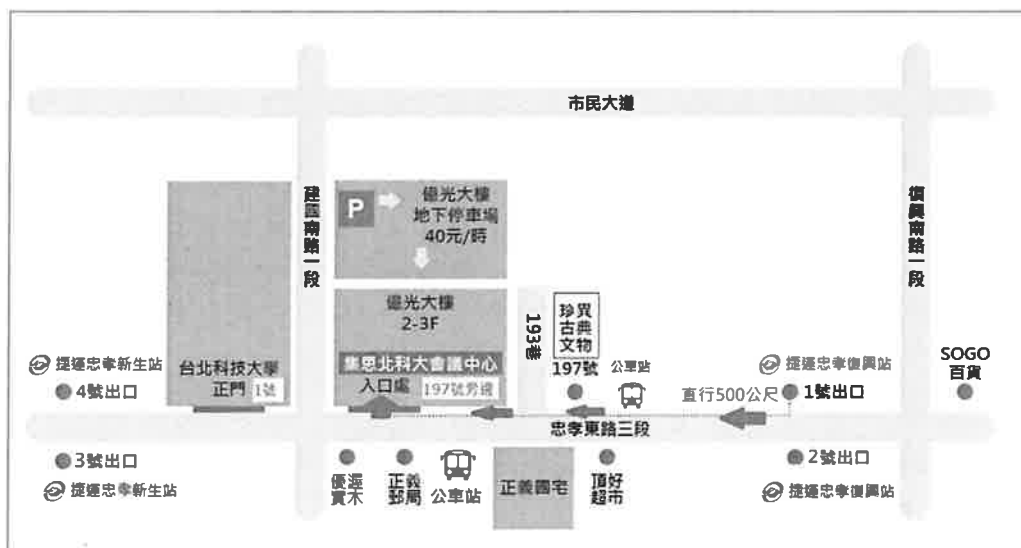 市民大道
建國南路一段
復興南路一段
P
億光大樓
地下停車場
40元/時
億光大樓
2-3F
集思北科大會議中心
入口處 197號旁邊
193巷
珍異
古典
文物
197號
公車站
捷運忠孝新生站
4號出口
台北科技大學
正門 1號
捷運忠孝復興站
1號出口
直行500公尺
SOGO
百貨
忠孝東路三段
3號出口
捷運忠孝新生站
優渥
實木
正義
郵局
公車站
正義國宅
頂好
超市
2號出口
捷運忠孝復興站